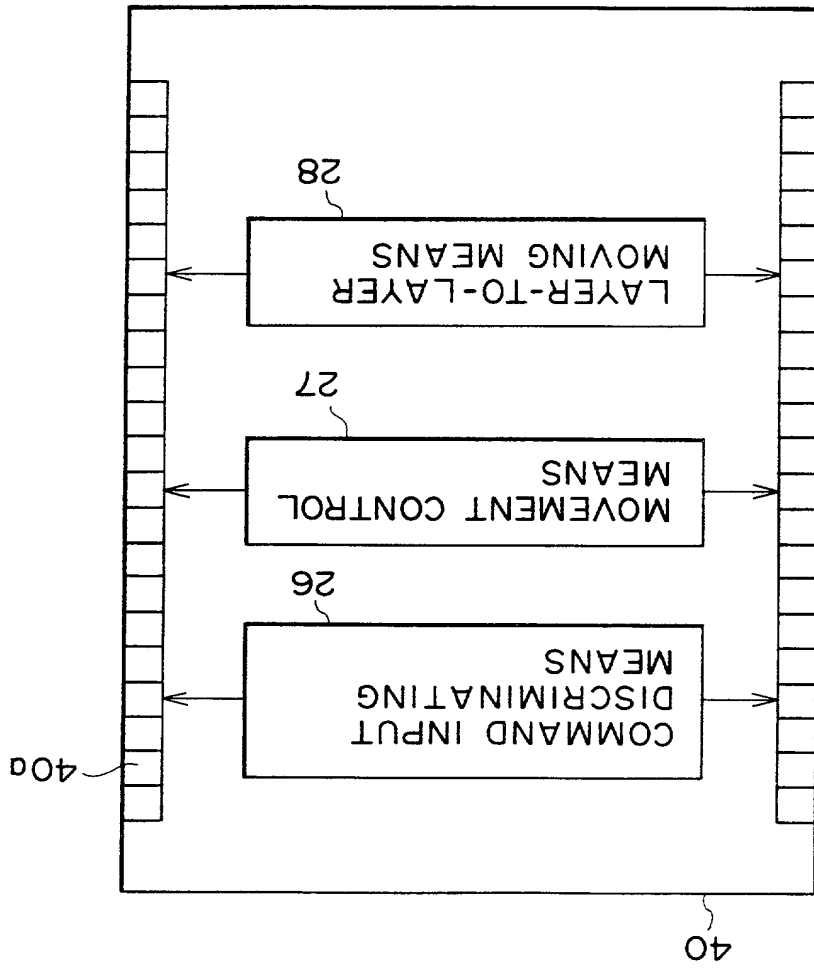 40
40a
COMMAND INPUT
DISCRIMINATING
MEANS
26
MOVEMENT CONTROL
MEANS
27
LAYER-TO-LAYER
MOVING MEANS
28